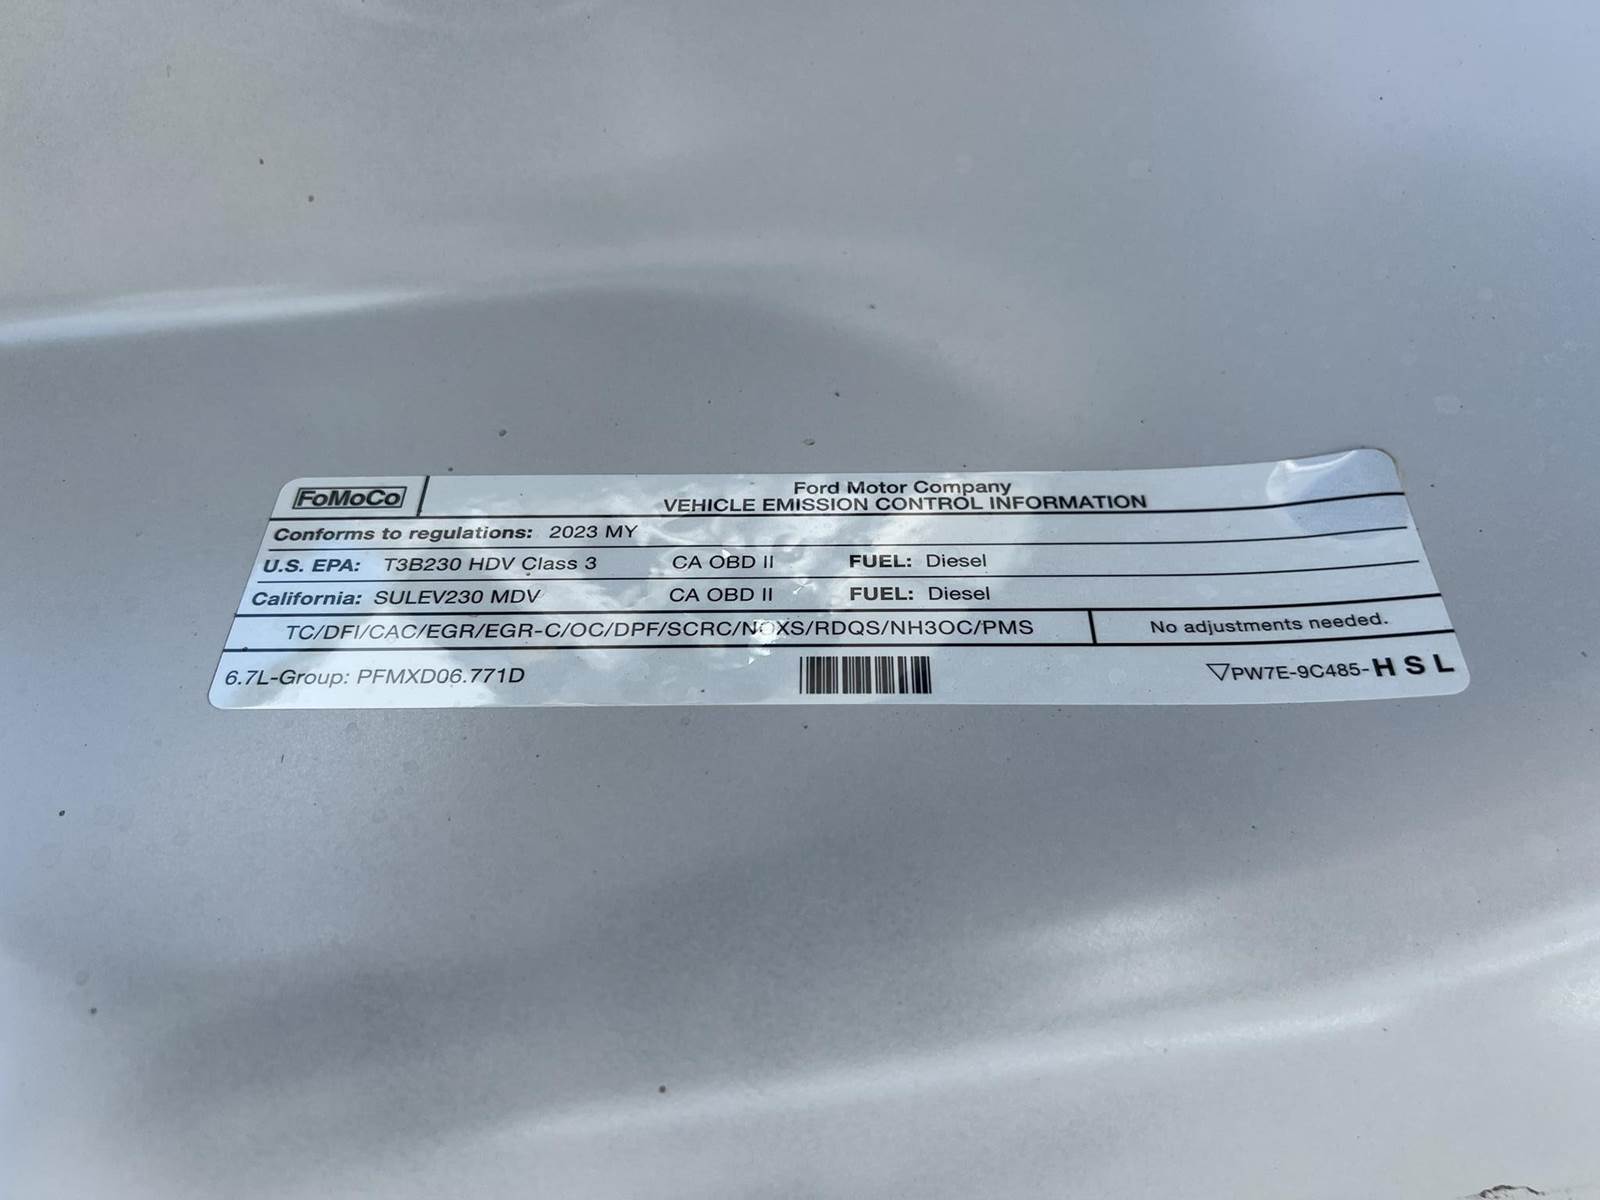 FoMoCo
Ford Motor Company
VEHICLE EMISSION CONTROL INFORMATION
Conforms to regulations: 2023 MY
U.S. EPA: T3B230 HDV Class 3 CA OBD II FUEL: Diesel
California: SULEV230 MDV CA OBD II FUEL: Diesel
TC/DFI/CAC/EGR/EGR-C/OC/DPF/SCRC/NOXS/RDQS/NH3OC/PMS No adjustments needed.
6.7L-Group: PFMXD06.771D ▽PW7E-9C485-HSL